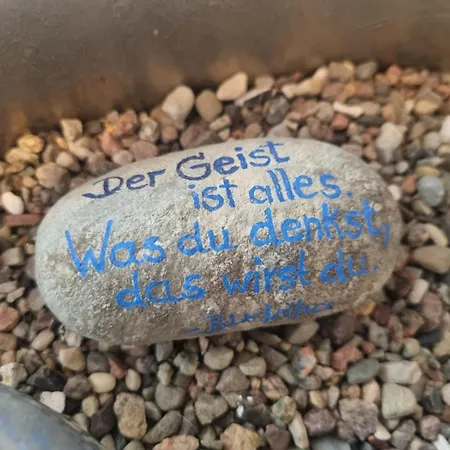 Der Geist
ist alles.
Was du denkst,
das wirst du.